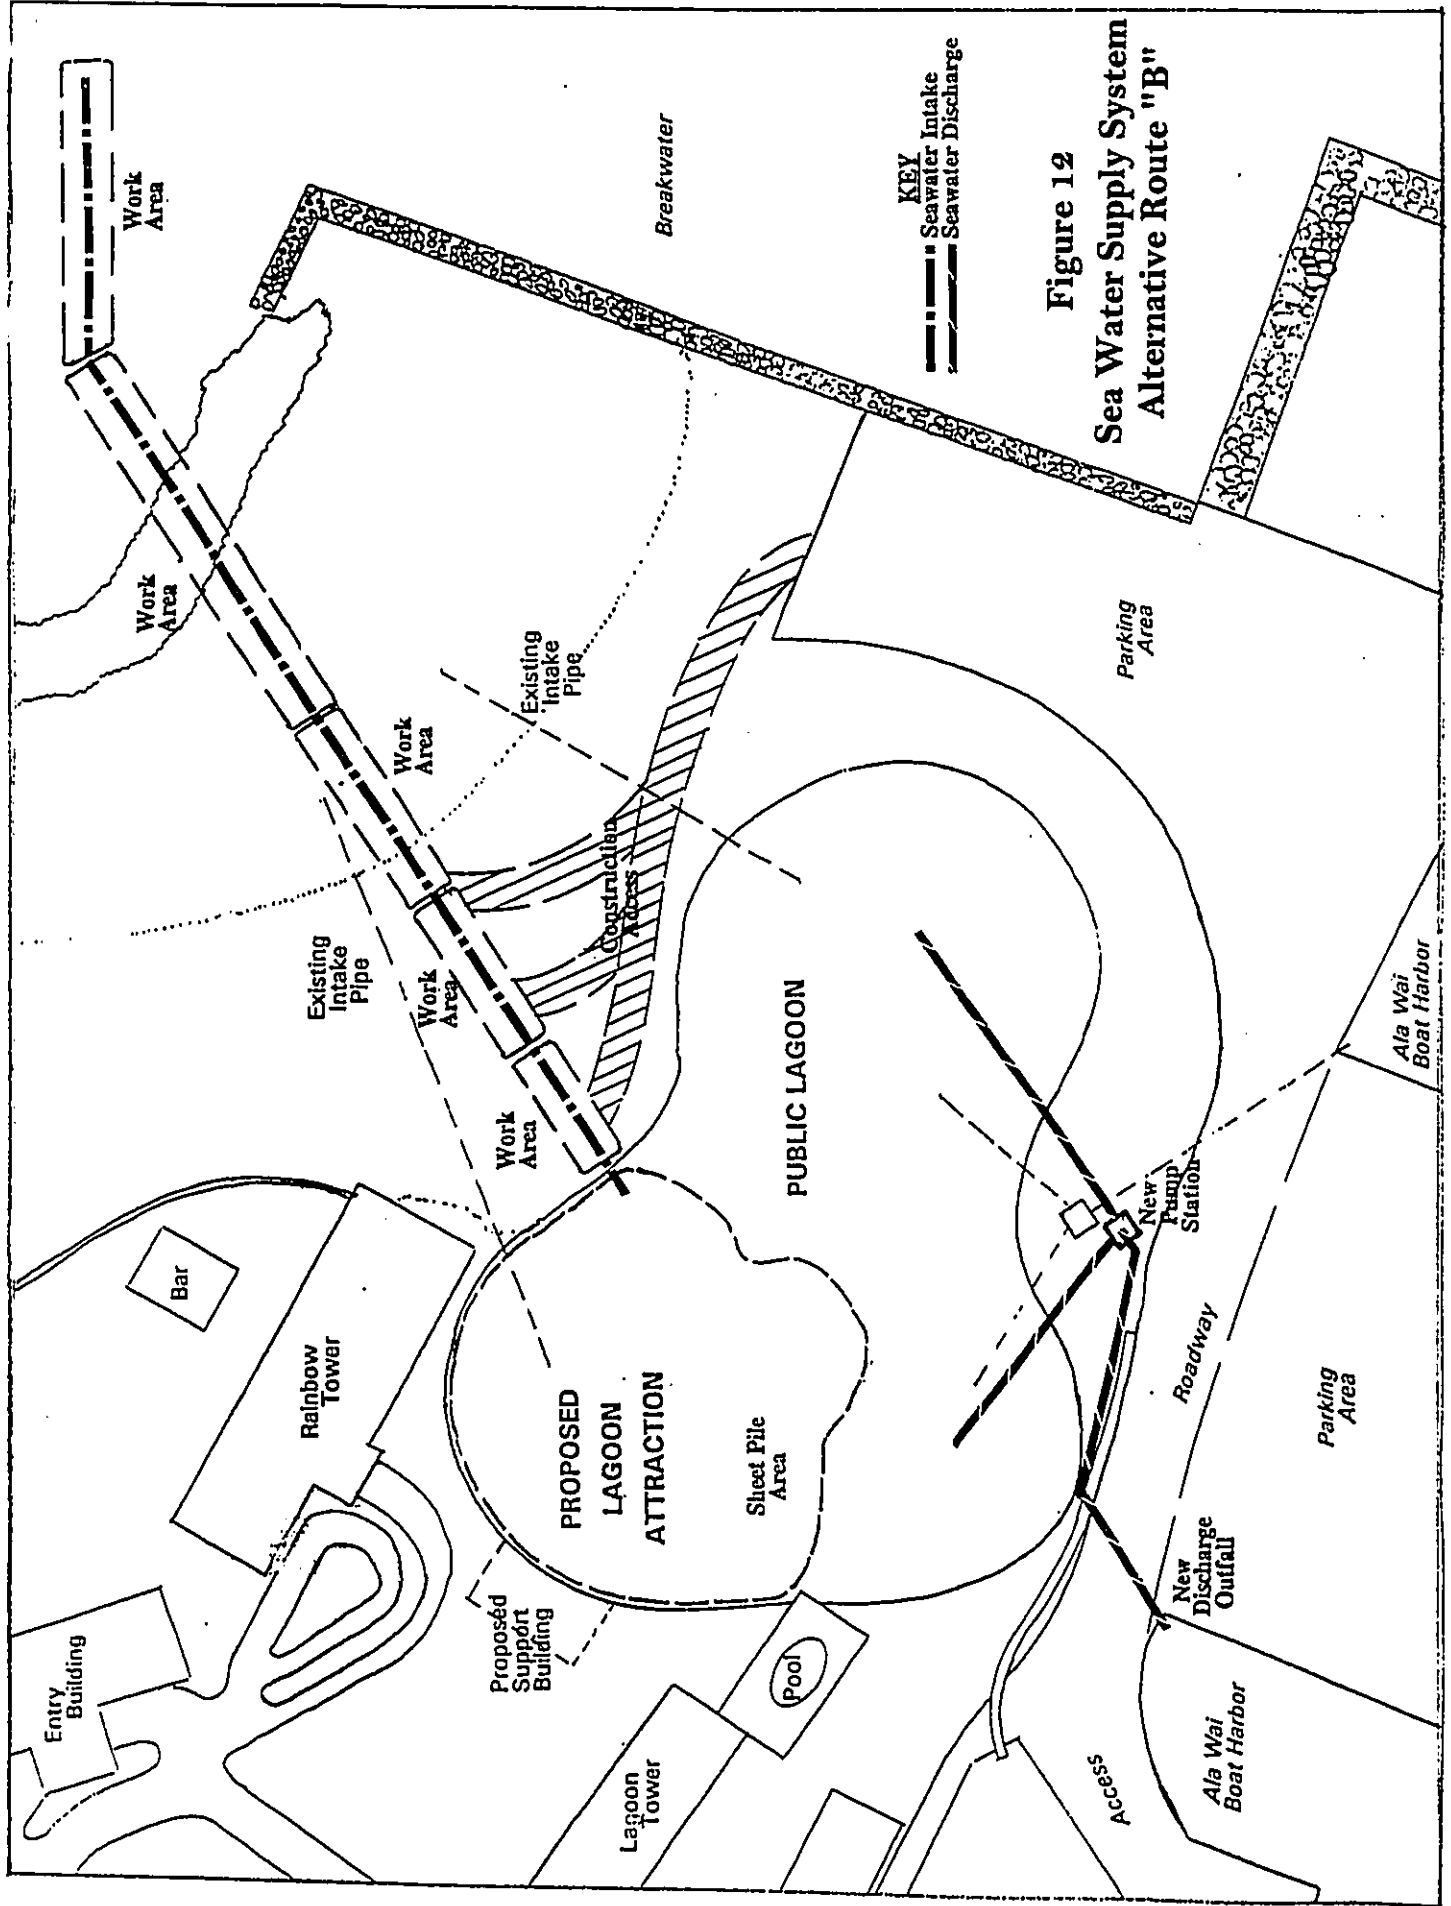 Work
Area
Breakwater
KEY
Seawater Intake
Seawater Discharge
Figure 12
Sea Water Supply System
Alternative Route "B"
Work
Area
Existing
Intake
Pipe
Work
Area
Parking
Area
Construction
Access
Existing
Intake
Pipe
Work
Area
Work
Area
PUBLIC LAGOON
Ala Wai
Boat Harbor
New
Pump
Station
Bar
Rainbow
Tower
PROPOSED
LAGOON
ATTRACTION
Sheet Pile
Area
Roadway
Parking
Area
New
Discharge
Outfall
Proposed
Support
Building
Entry
Building
Pool
Lagoon
Tower
Access
Ala Wai
Boat Harbor